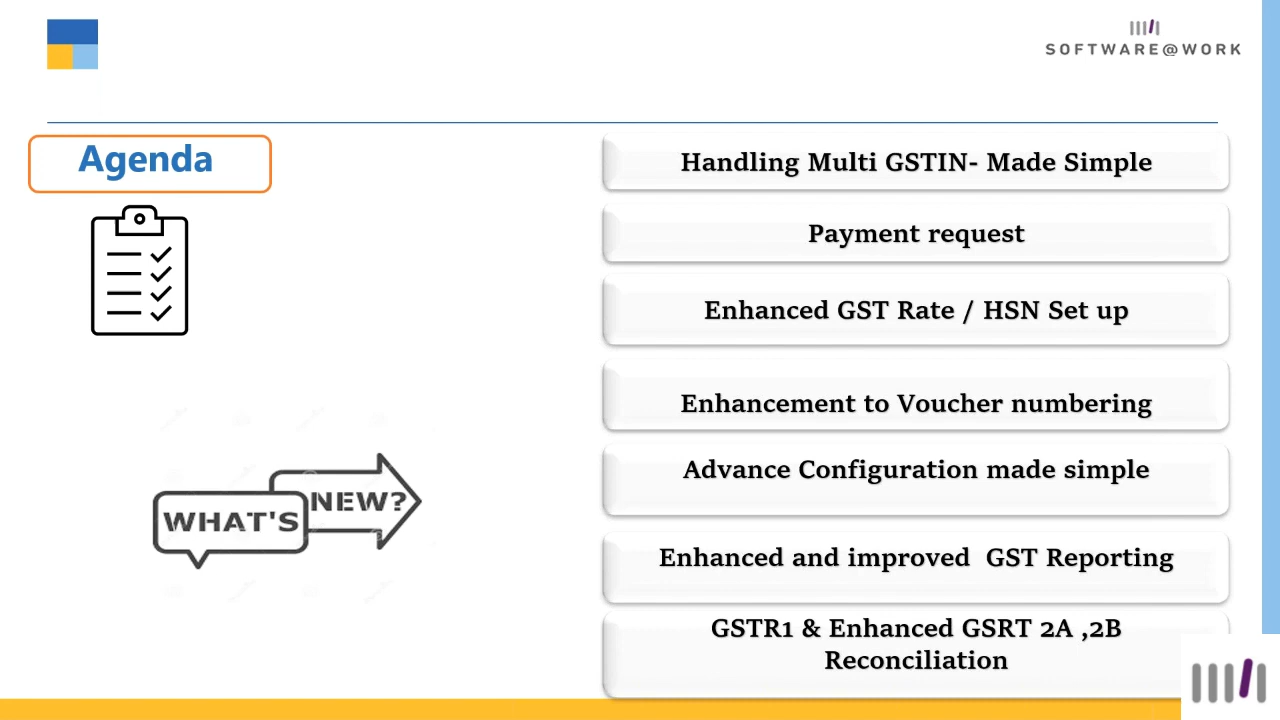 SOFTWARE@WORK
Agenda
Handling Multi GSTIN- Made Simple
Payment request
Enhanced GST Rate / HSN Set up
Enhancement to Voucher numbering
Advance Configuration made simple
Enhanced and improved  GST Reporting
GSTR1 & Enhanced GSRT 2A ,2B
Reconciliation
WHAT'S
NEW?